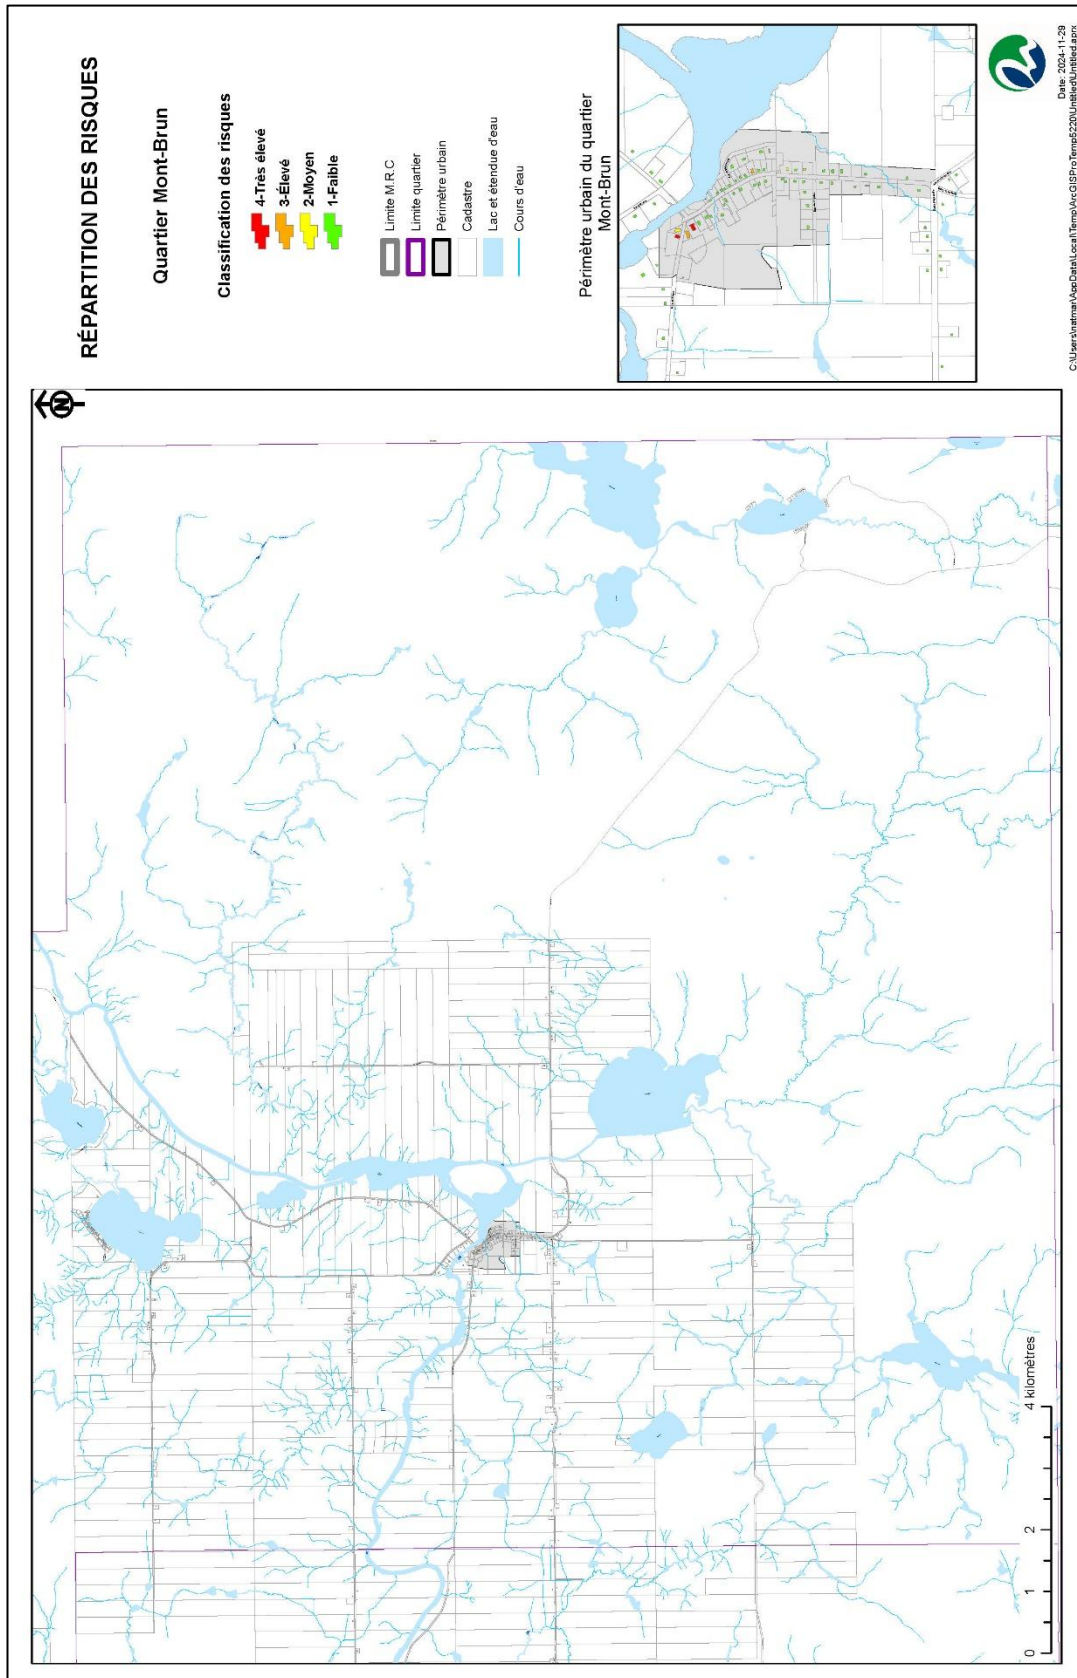 RÉPARTITION DES RISQUES
Quartier Mont-Brun
Classification des risques
4-Très élevé
3-Élevé
2-Moyen
1-Faible
Limite M.R.C
Limite quartier
Périmètre urbain
Cadastre
Lac et étendue d'eau
Cours d'eau
Périmètre urbain du quartier
Mont-Brun
N
0 1 2 4 kilomètres
Date: 2024-11-29
C:\Users\natmar\AppData\Local\Temp\ArcGISProTemp5220\Untitled\Untitled.aprx